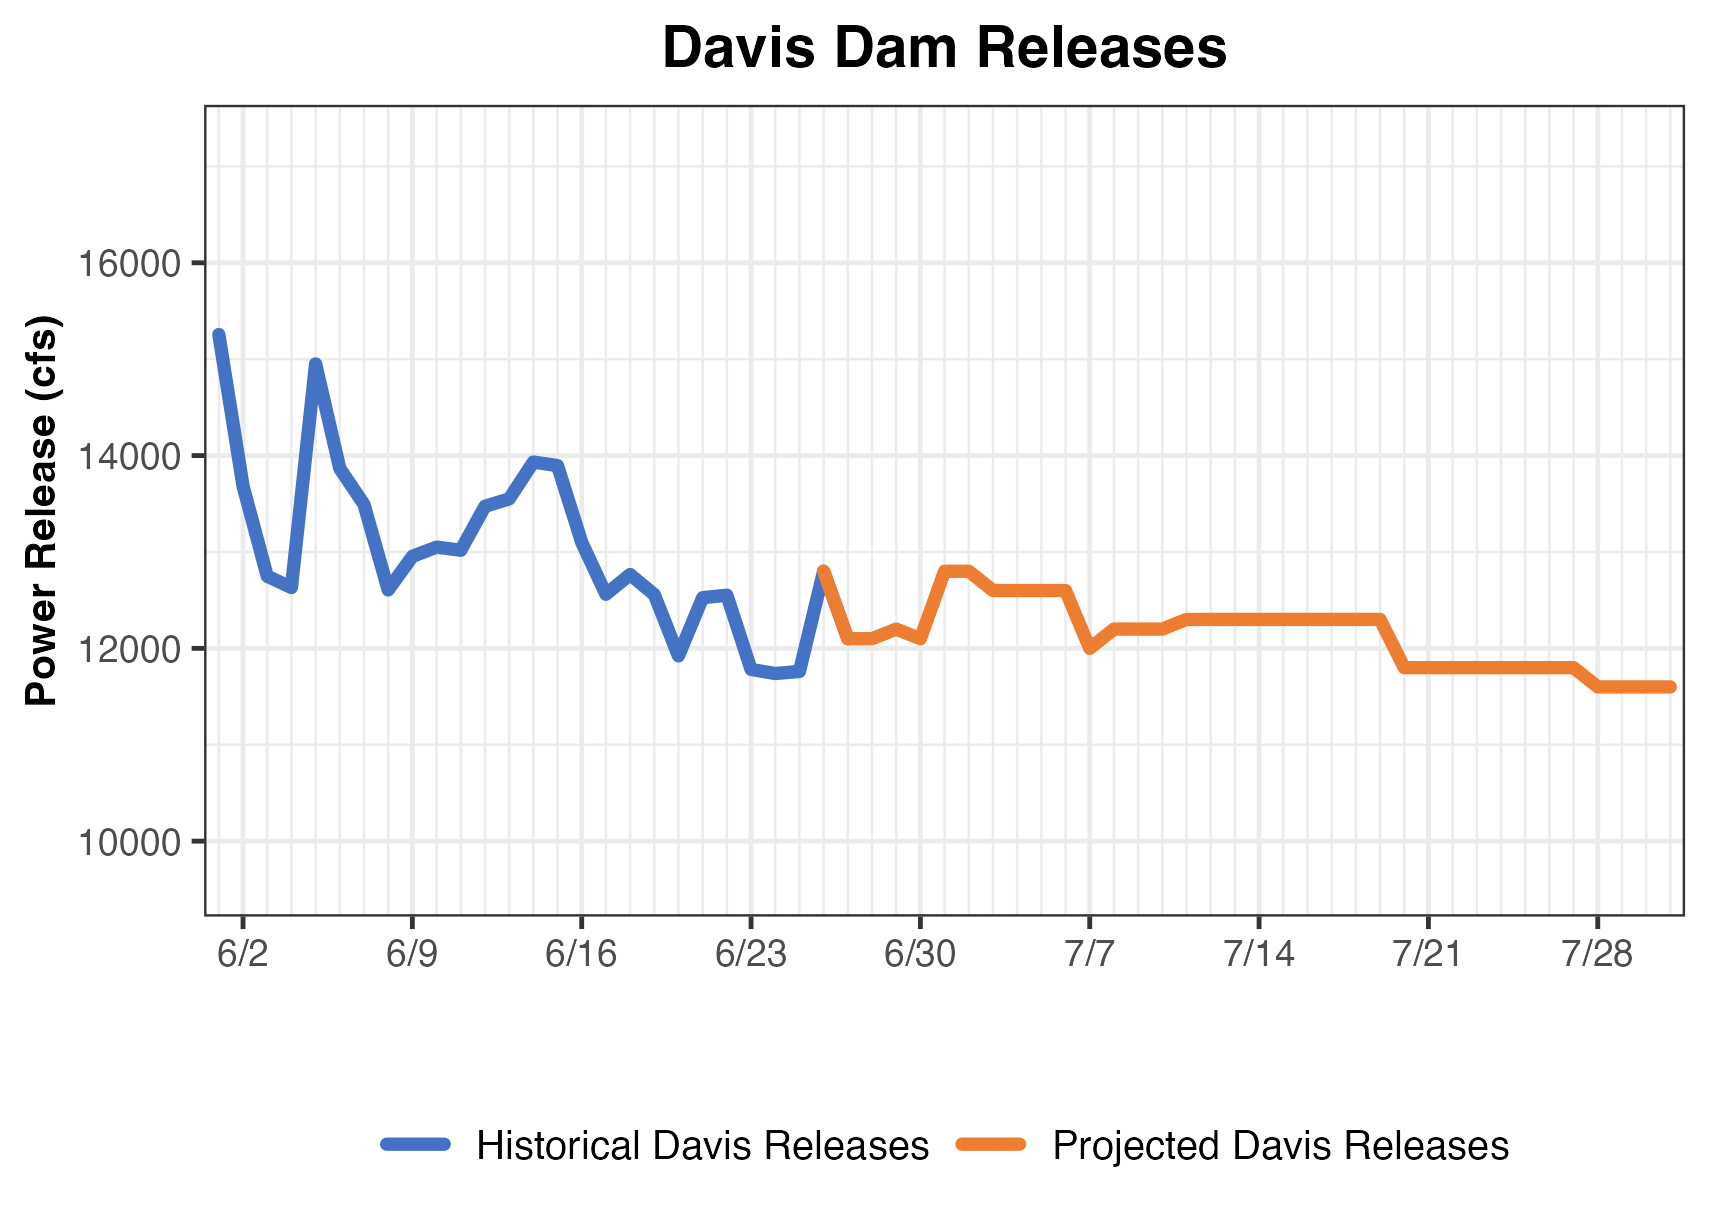 Davis Dam Releases
Power Release (cfs)
16000
14000
12000
10000
6/2 6/9 6/16 6/23 6/30 7/7 7/14 7/21 7/28
Historical Davis Releases Projected Davis Releases